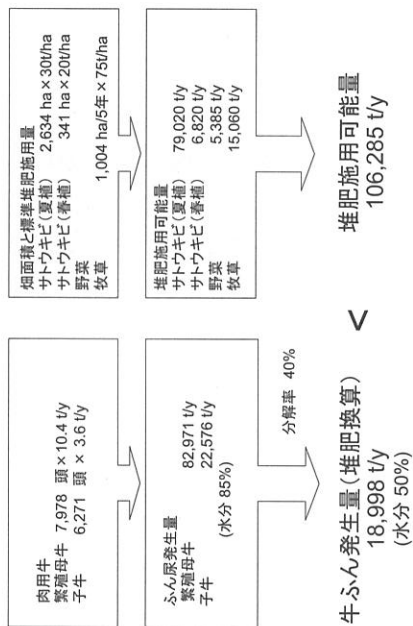 肉用牛
繁殖母牛 7,978 頭×10.4 t/y
子牛 6,271 頭 × 3.6 t/y
ふん尿発生量
繁殖母牛 82,971 t/y
子牛 22,576 t/y
(水分 85%)
分解率 40%
牛ふん発生量(堆肥換算)
18,998 t/y
(水分 50%)
<
畑面積と標準堆肥施用量
サトウキビ(夏植) 2,634 ha×30t/ha
サトウキビ(春植) 341 ha×20t/ha
野菜
牧草 1,004 ha/5年×75t/ha
堆肥施用可能量
サトウキビ(夏植) 79,020 t/y
サトウキビ(春植) 6,820 t/y
野菜 5,385 t/y
牧草 15,060 t/y
堆肥施用可能量
106,285 t/y